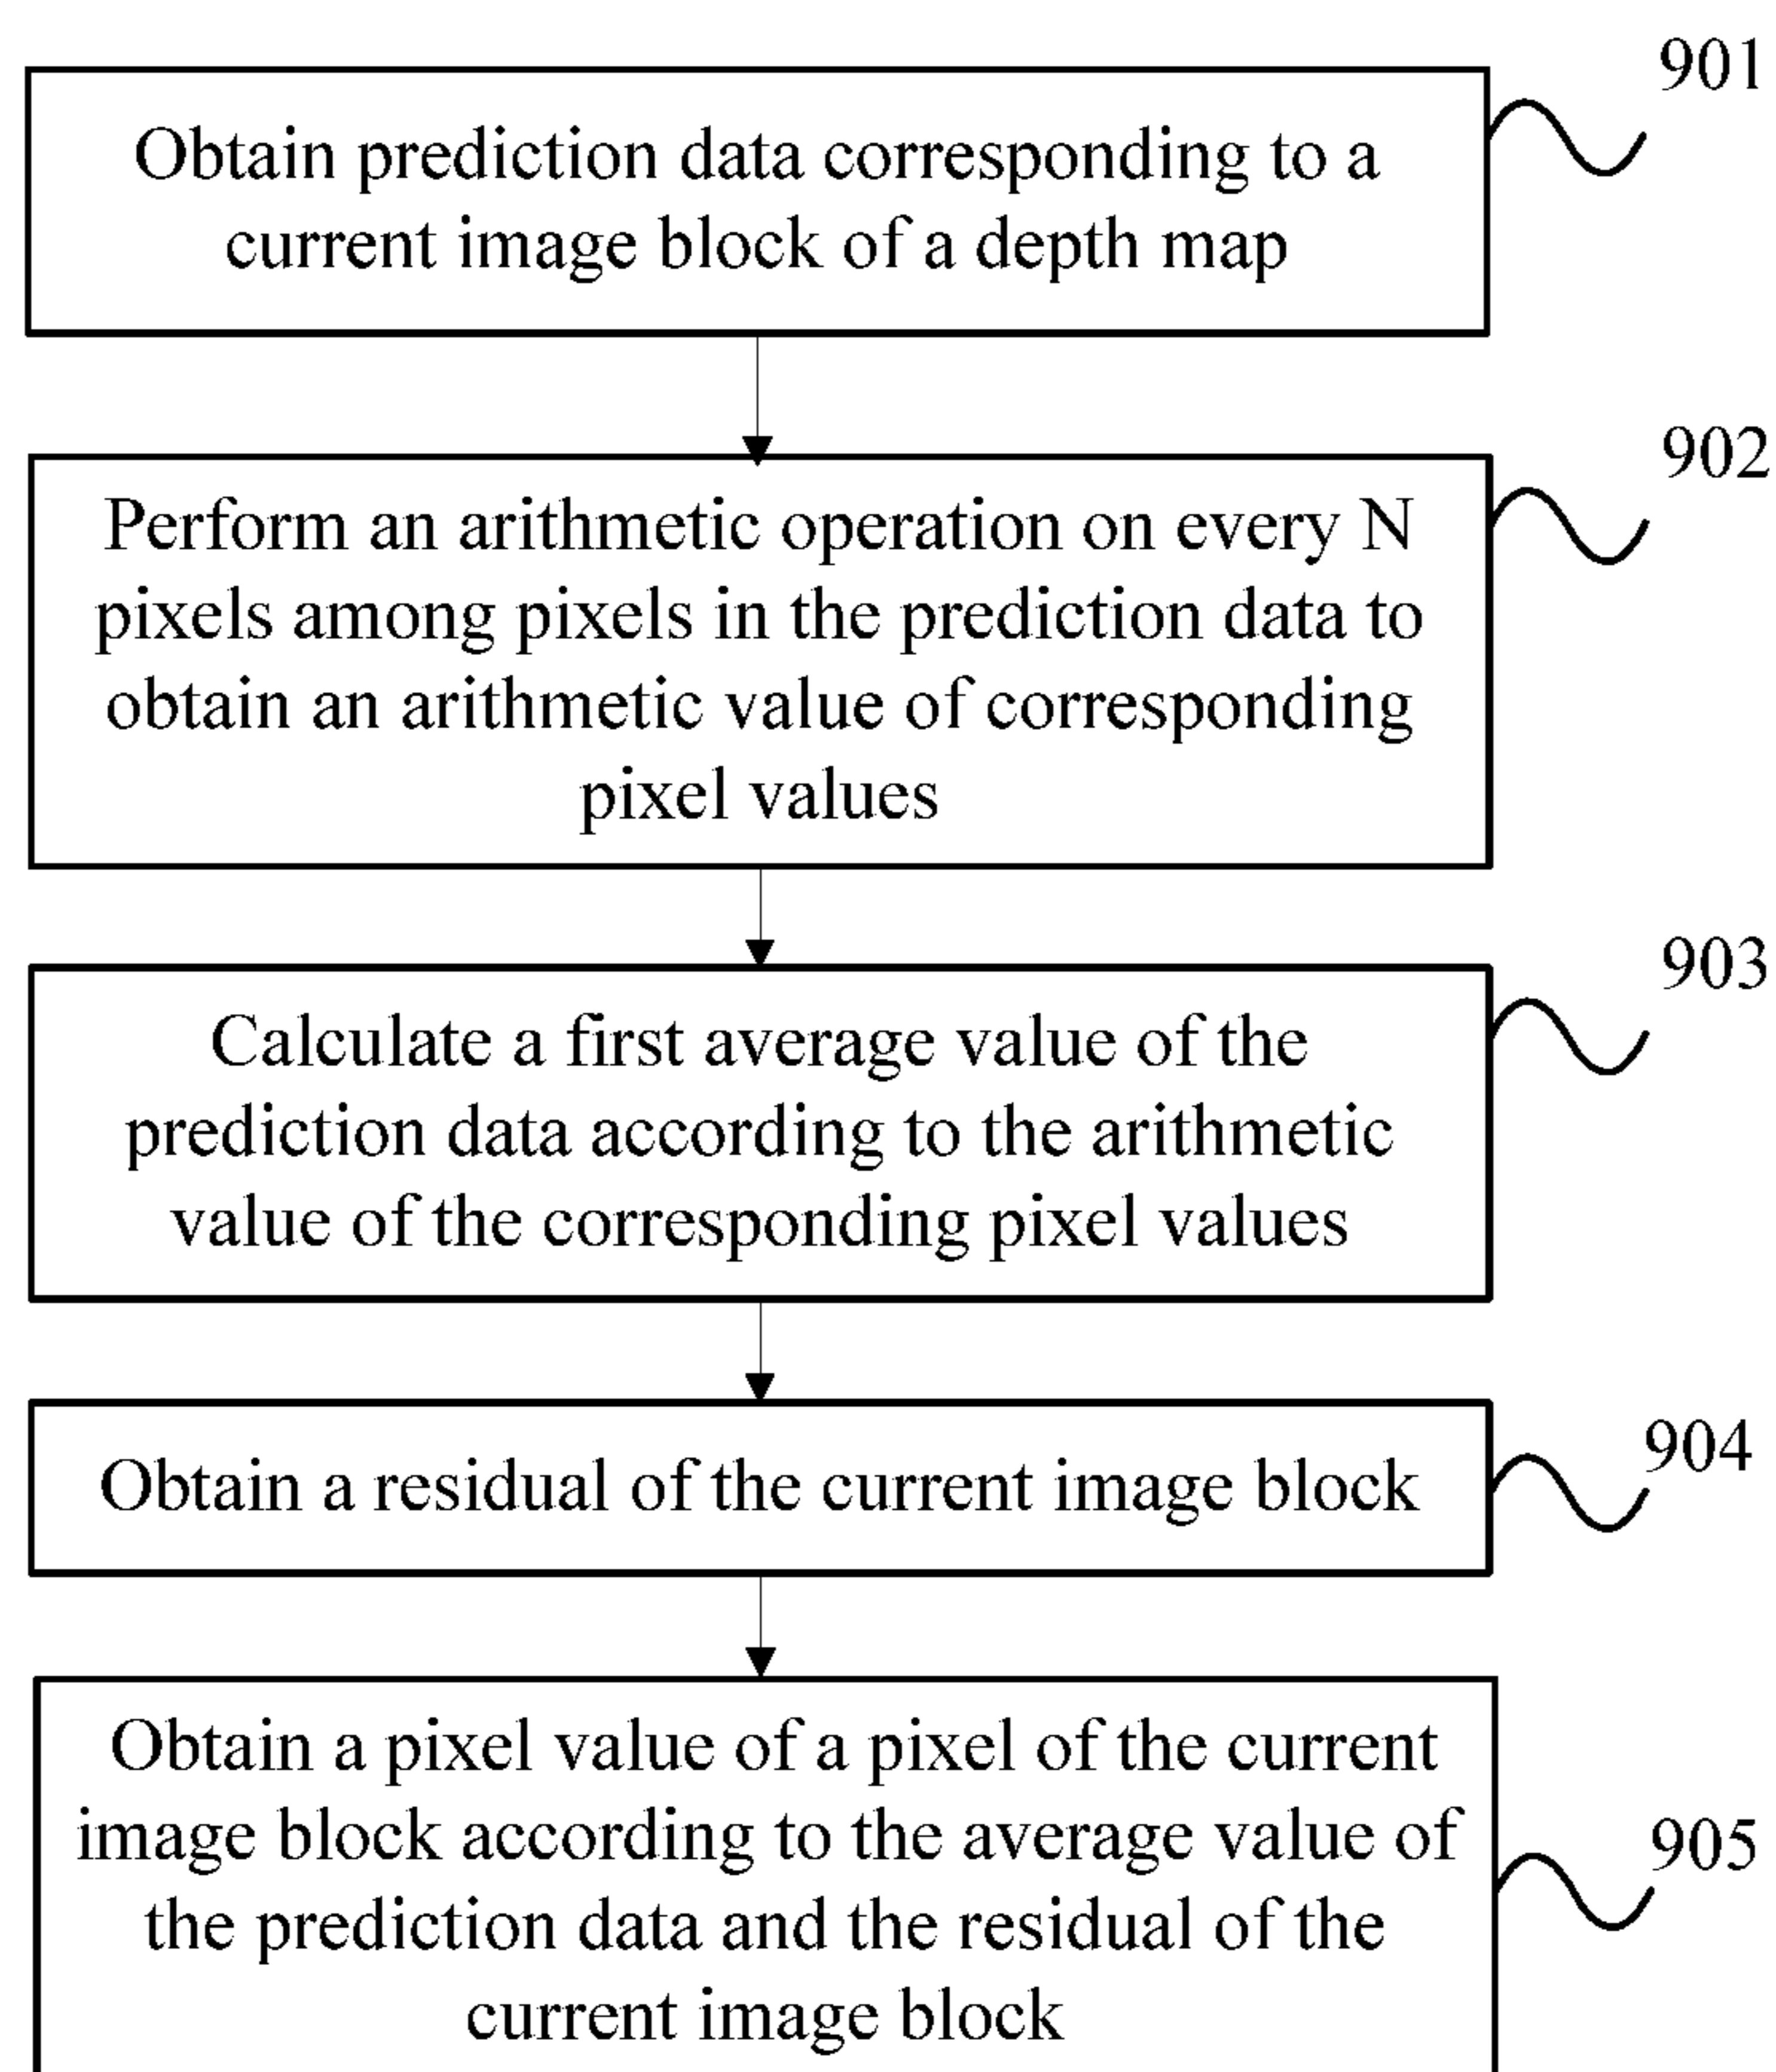 901
Obtain prediction data corresponding to a
current image block of a depth map
902
Perform an arithmetic operation on every N
pixels among pixels in the prediction data to
obtain an arithmetic value of corresponding
pixel values
903
Calculate a first average value of the
prediction data according to the arithmetic
value of the corresponding pixel values
904
Obtain a residual of the current image block
905
Obtain a pixel value of a pixel of the current
image block according to the average value of
the prediction data and the residual of the
current image block